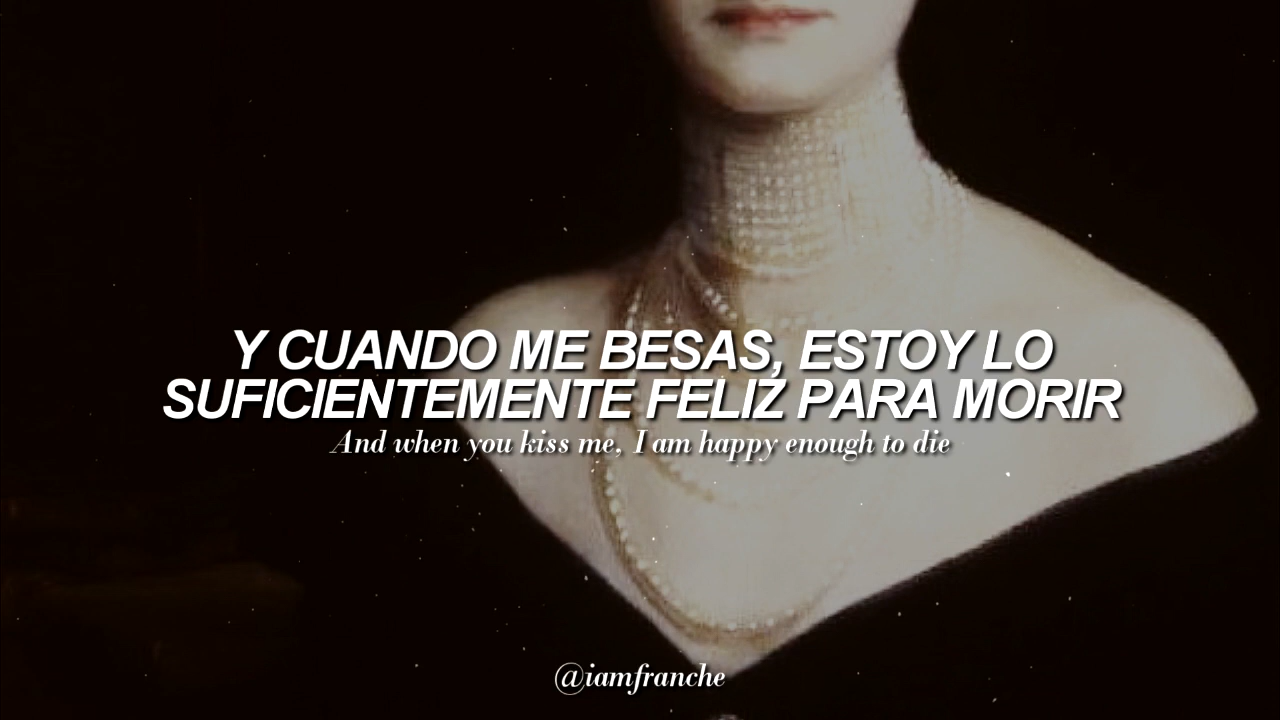 Y CUANDO ME BESAS, ESTOY LO
SUFICIENTEMENTE FELIZ PARA MORIR
And when you kiss me, I am happy enough to die
@iamfranche